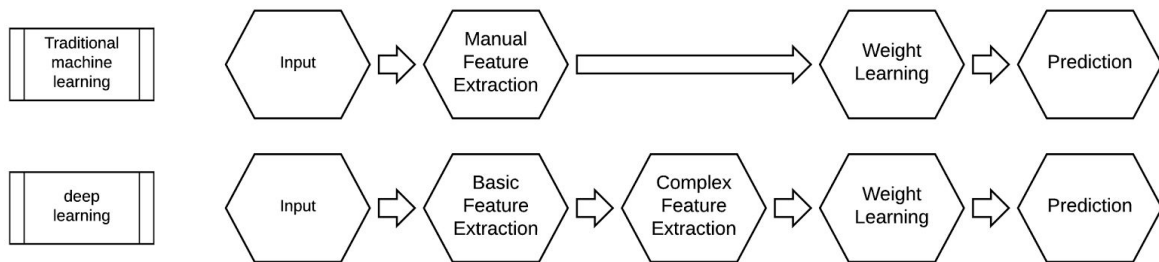 Traditional
machine
learning
Input
Manual
Feature
Extraction
Weight
Learning
Prediction
deep
learning
Input
Basic
Feature
Extraction
Complex
Feature
Extraction
Weight
Learning
Prediction